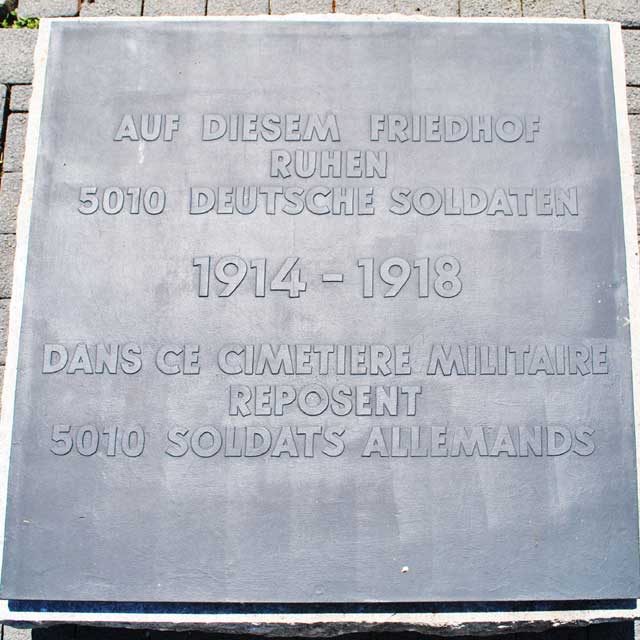 AUF DIESEM FRIEDHOF
RUHEN
5010 DEUTSCHE SOLDATEN
1914 - 1918
DANS CE CIMETIERE MILITAIRE
REPOSENT
5010 SOLDATS ALLEMANDS